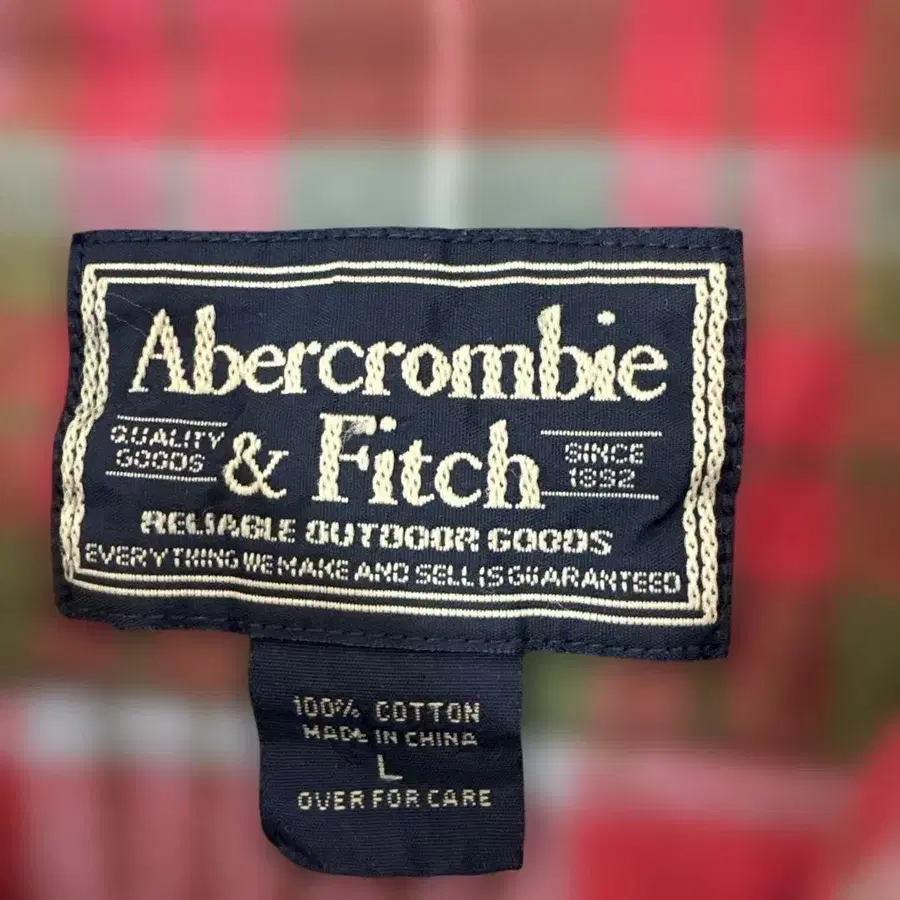 Abercrombie
QUALITY GOODS & Fitch SINCE 1892
RELIABLE OUTDOOR GOODS
EVERYTHING WE MAKE AND SELL IS GUARANTEED
100% COTTON
MADE IN CHINA
L
OVER FOR CARE